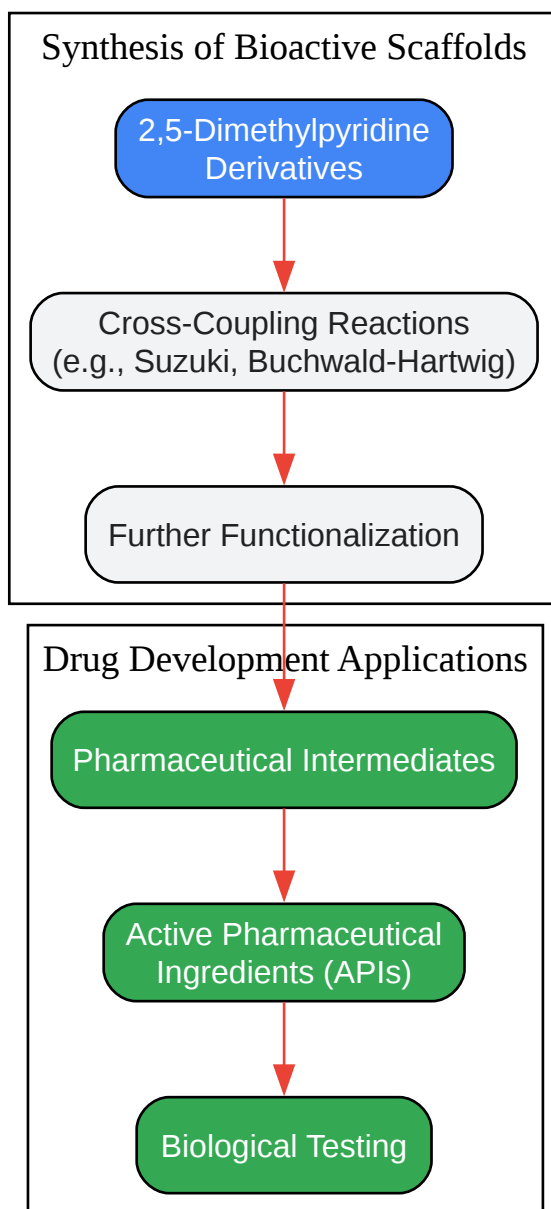 Synthesis of Bioactive Scaffolds
2,5-Dimethylpyridine
Derivatives
Cross-Coupling Reactions
(e.g., Suzuki, Buchwald-Hartwig)
Further Functionalization
Drug Development Applications
Pharmaceutical Intermediates
Active Pharmaceutical
Ingredients (APIs)
Biological Testing